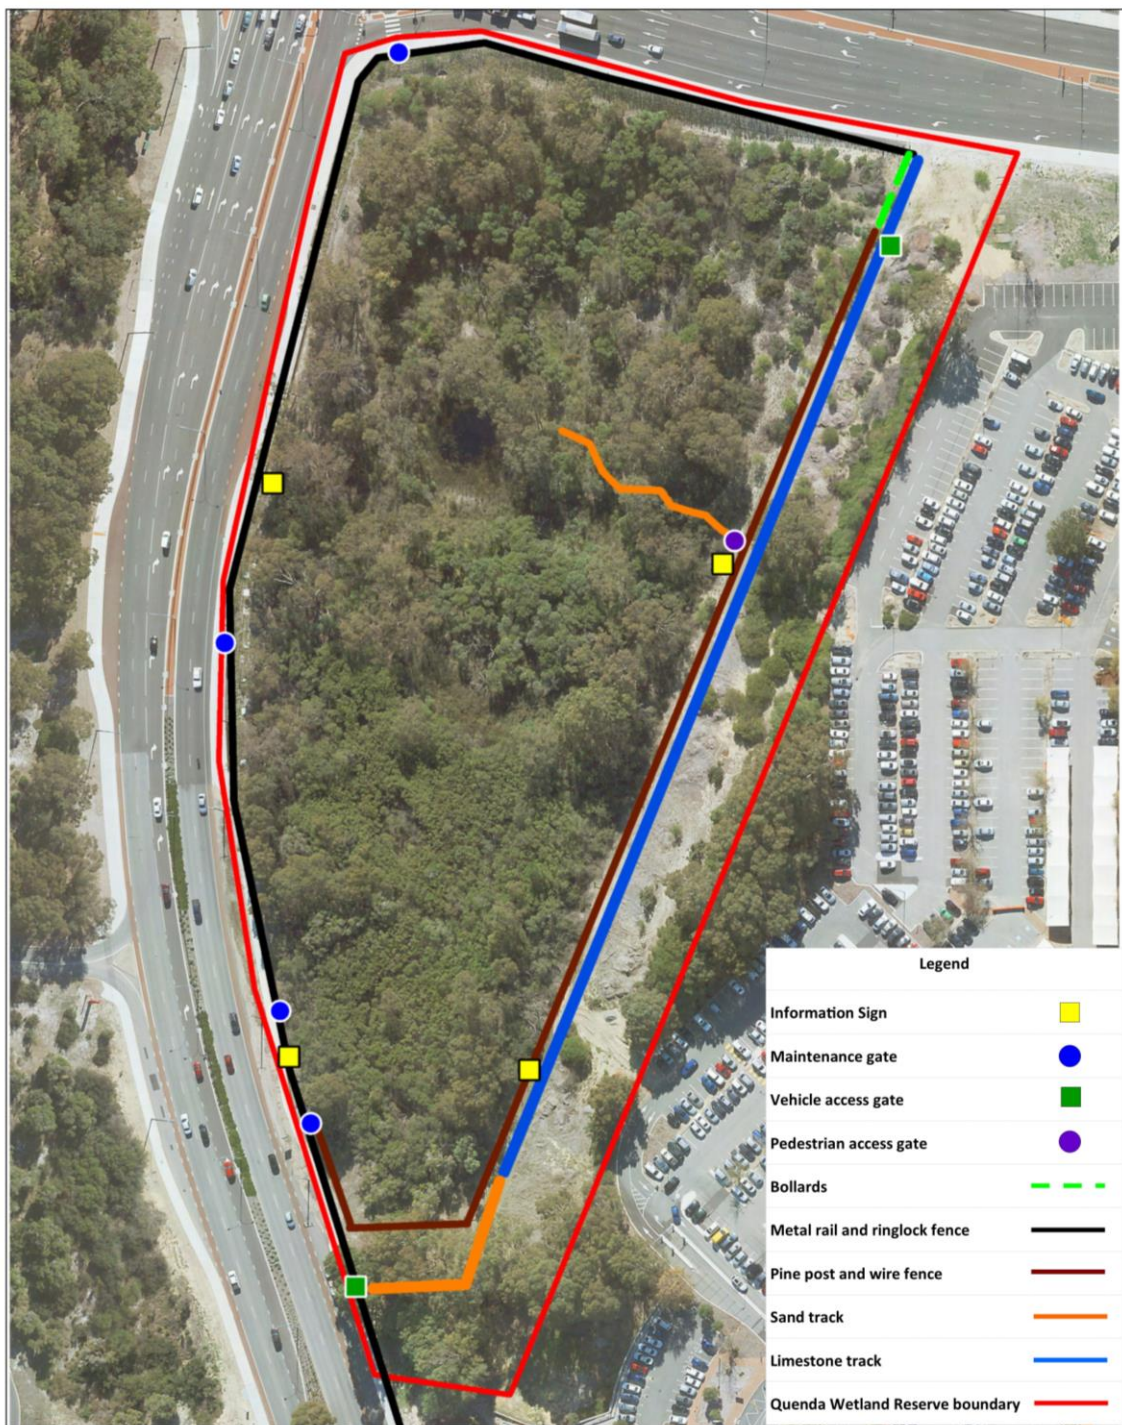 Legend
Information Sign
Maintenance gate
Vehicle access gate
Pedestrian access gate
Bollards
Metal rail and ringlock fence
Pine post and wire fence
Sand track
Limestone track
Quenda Wetland Reserve boundary